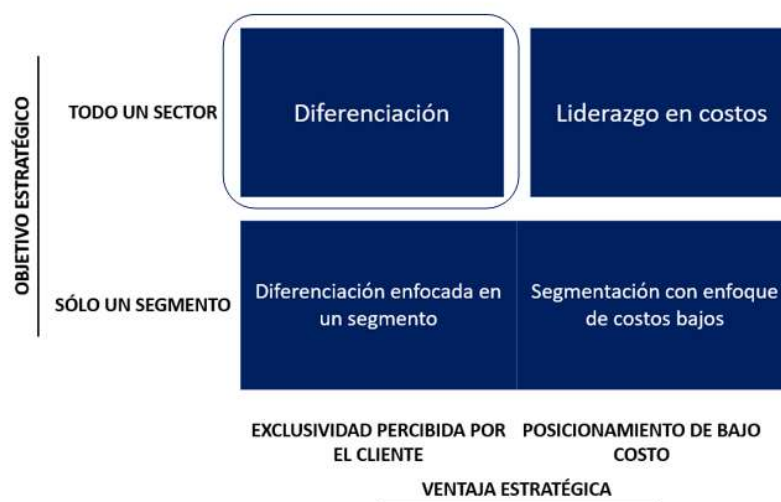 OBJETIVO ESTRATÉGICO
TODO UN SECTOR
Diferenciación
Liderazgo en costos
SÓLO UN SEGMENTO
Diferenciación enfocada en
un segmento
Segmentación con enfoque
de costos bajos
EXCLUSIVIDAD PERCIBIDA POR
EL CLIENTE
POSICIONAMIENTO DE BAJO
COSTO
VENTAJA ESTRATÉGICA